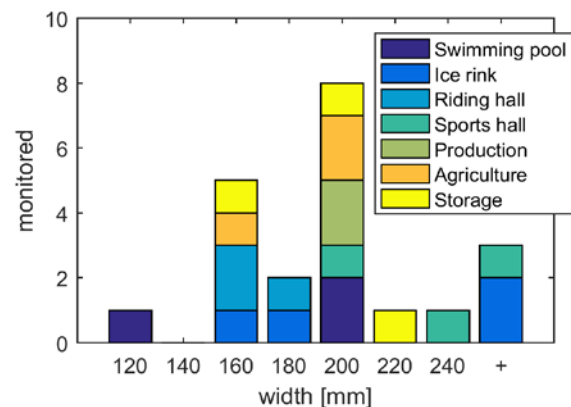 10
8
6
4
2
0
monitored
Swimming pool
Ice rink
Riding hall
Sports hall
Production
Agriculture
Storage
120 140 160 180 200 220 240 +
width [mm]